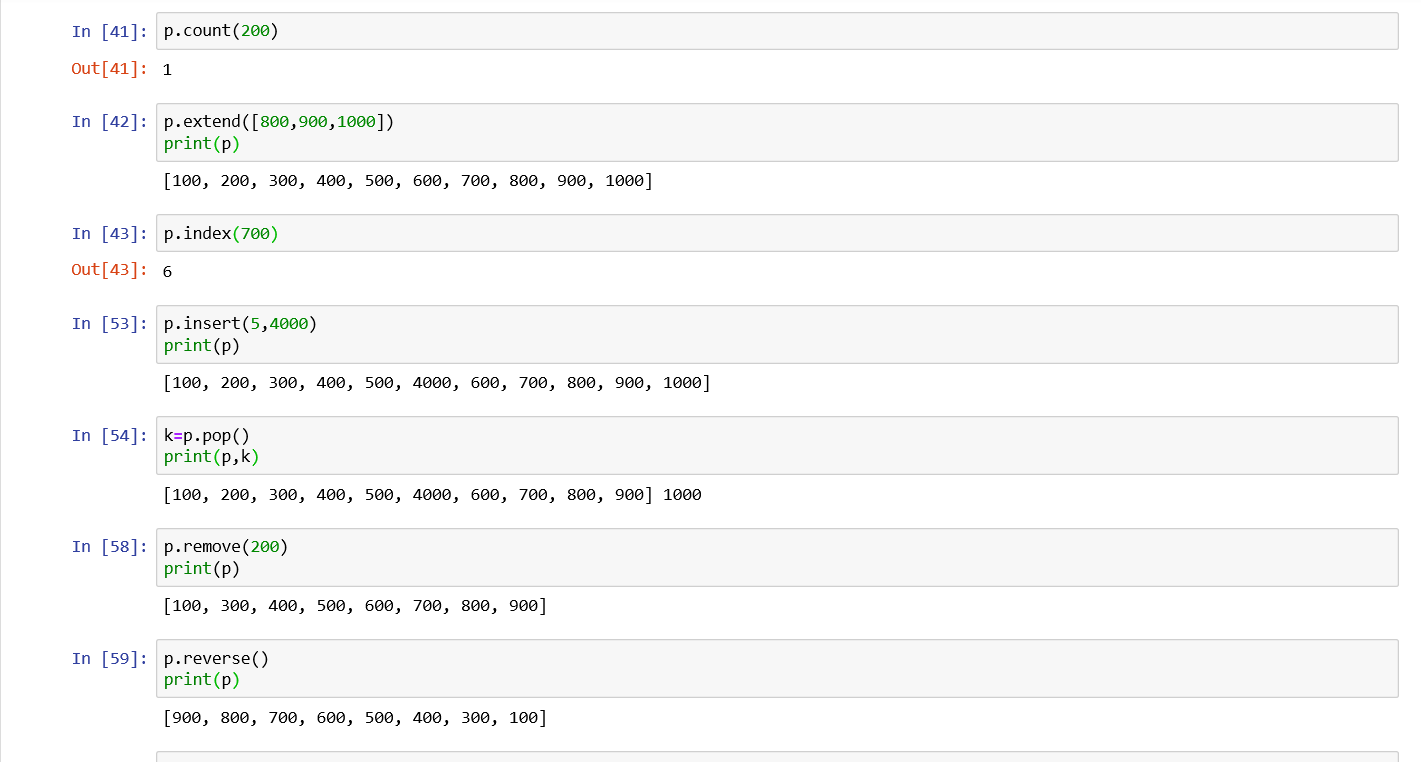 In [41]: p.count(200)
Out[41]: 1
In [42]: p.extend([800,900,1000])
print(p)
[100, 200, 300, 400, 500, 600, 700, 800, 900, 1000]
In [43]: p.index(700)
Out[43]: 6
In [53]: p.insert(5,4000)
print(p)
[100, 200, 300, 400, 500, 4000, 600, 700, 800, 900, 1000]
In [54]: k=p.pop()
print(p,k)
[100, 200, 300, 400, 500, 4000, 600, 700, 800, 900] 1000
In [58]: p.remove(200)
print(p)
[100, 300, 400, 500, 600, 700, 800, 900]
In [59]: p.reverse()
print(p)
[900, 800, 700, 600, 500, 400, 300, 100]